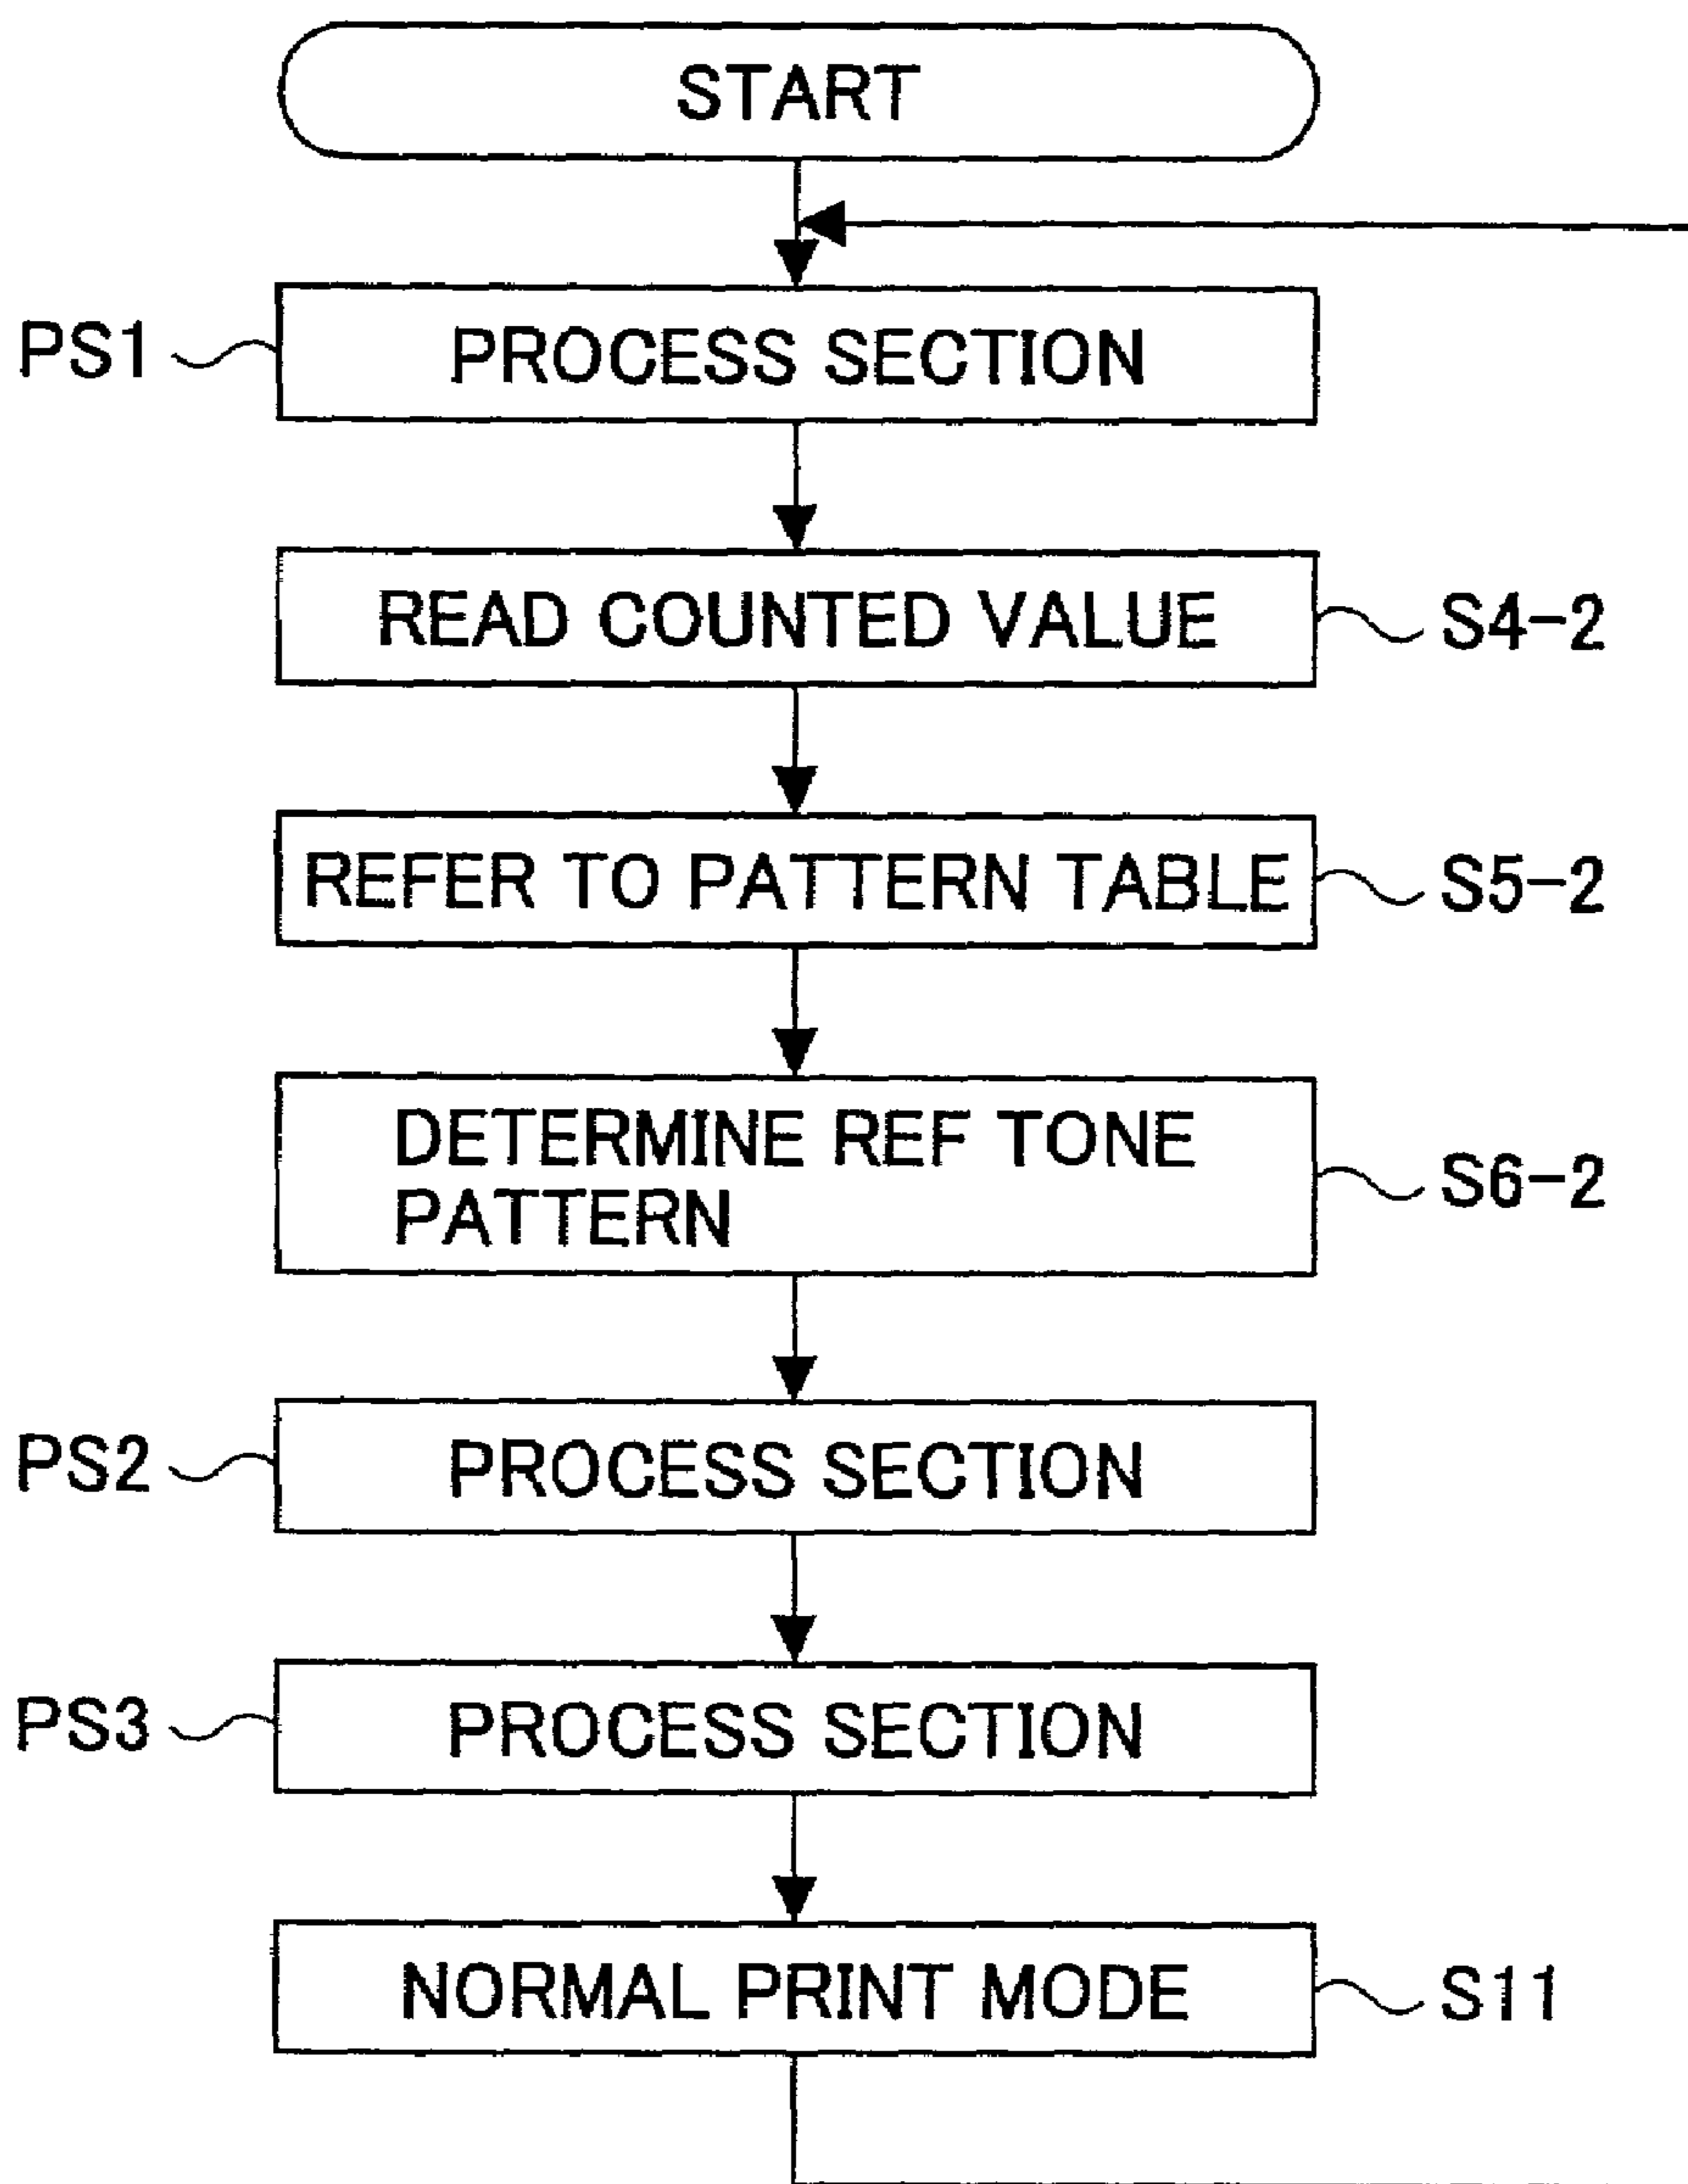 START
PS1 PROCESS SECTION
READ COUNTED VALUE S4-2
REFER TO PATTERN TABLE S5-2
DETERMINE REF TONE
PATTERN S6-2
PS2 PROCESS SECTION
PS3 PROCESS SECTION
NORMAL PRINT MODE S11